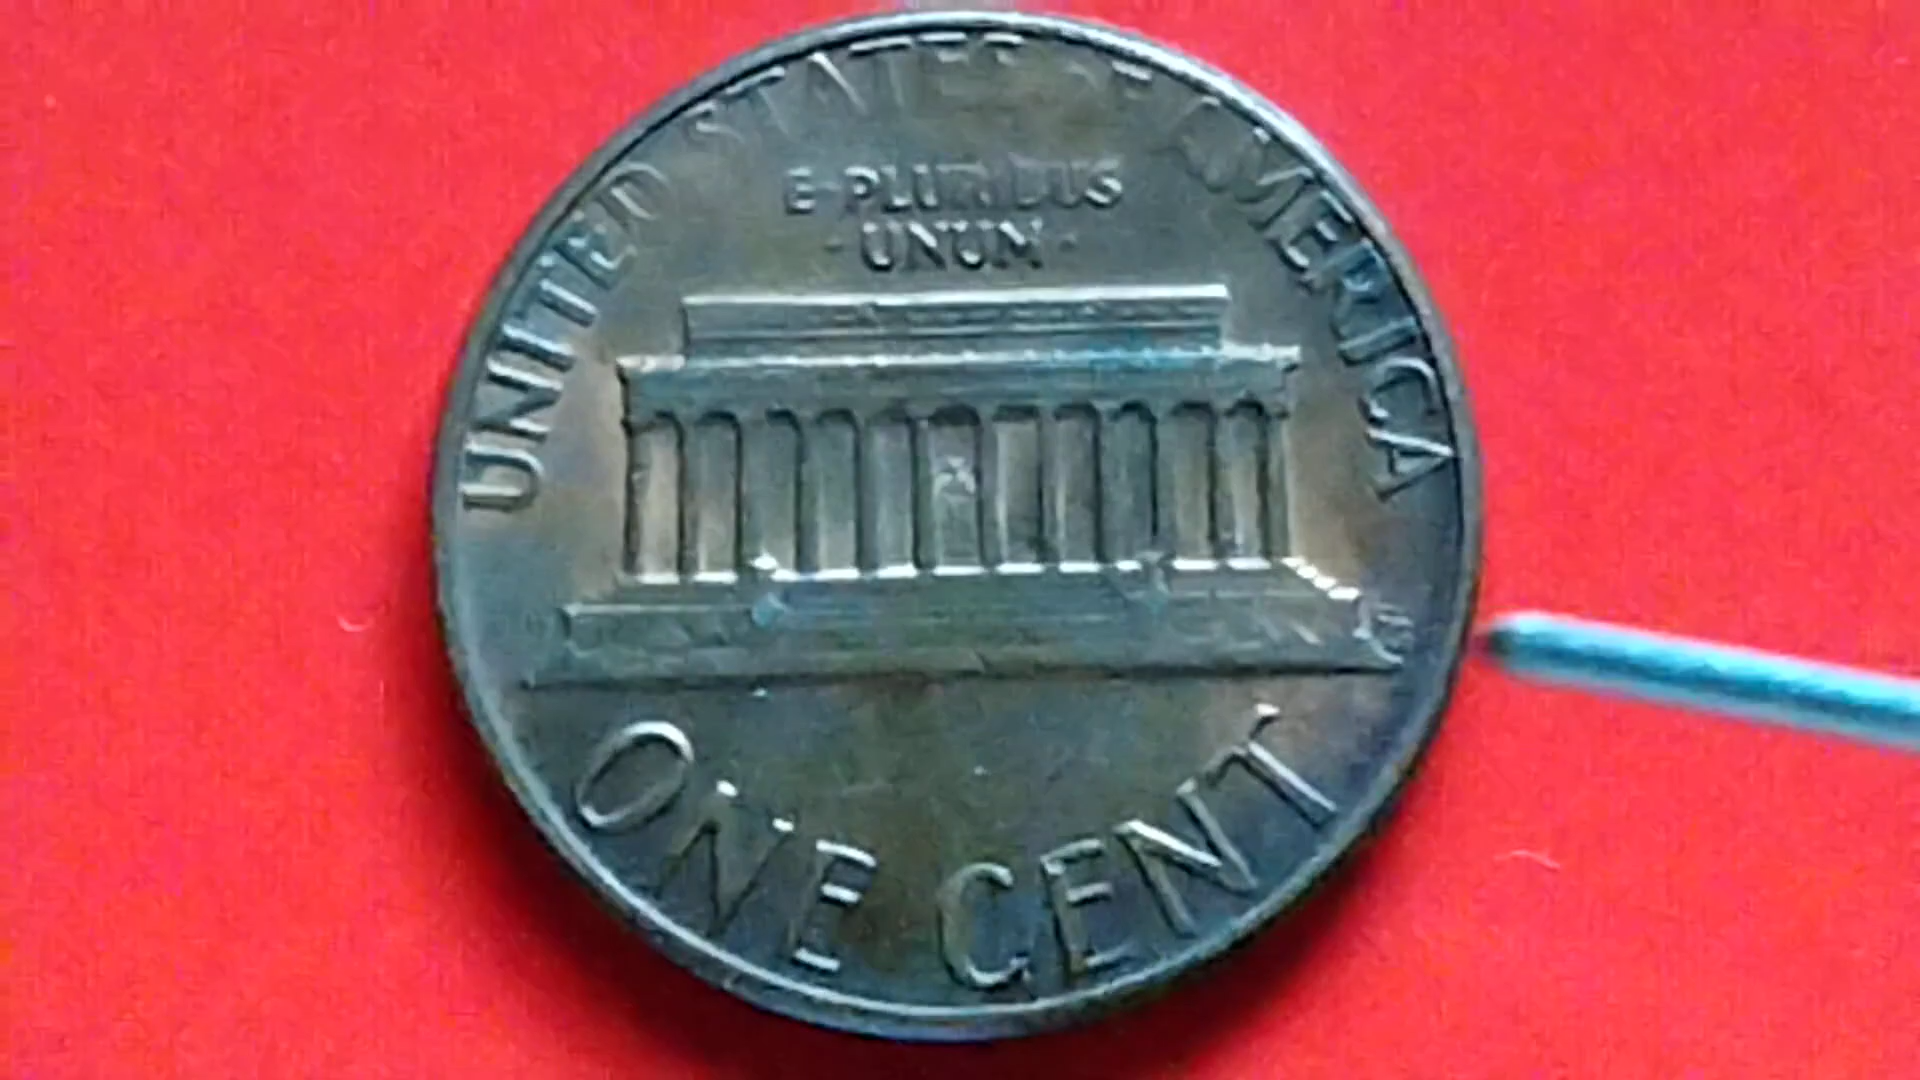 UNITED STATES OF AMERICA
E·PLURIBUS
·UNUM·
ONE CENT